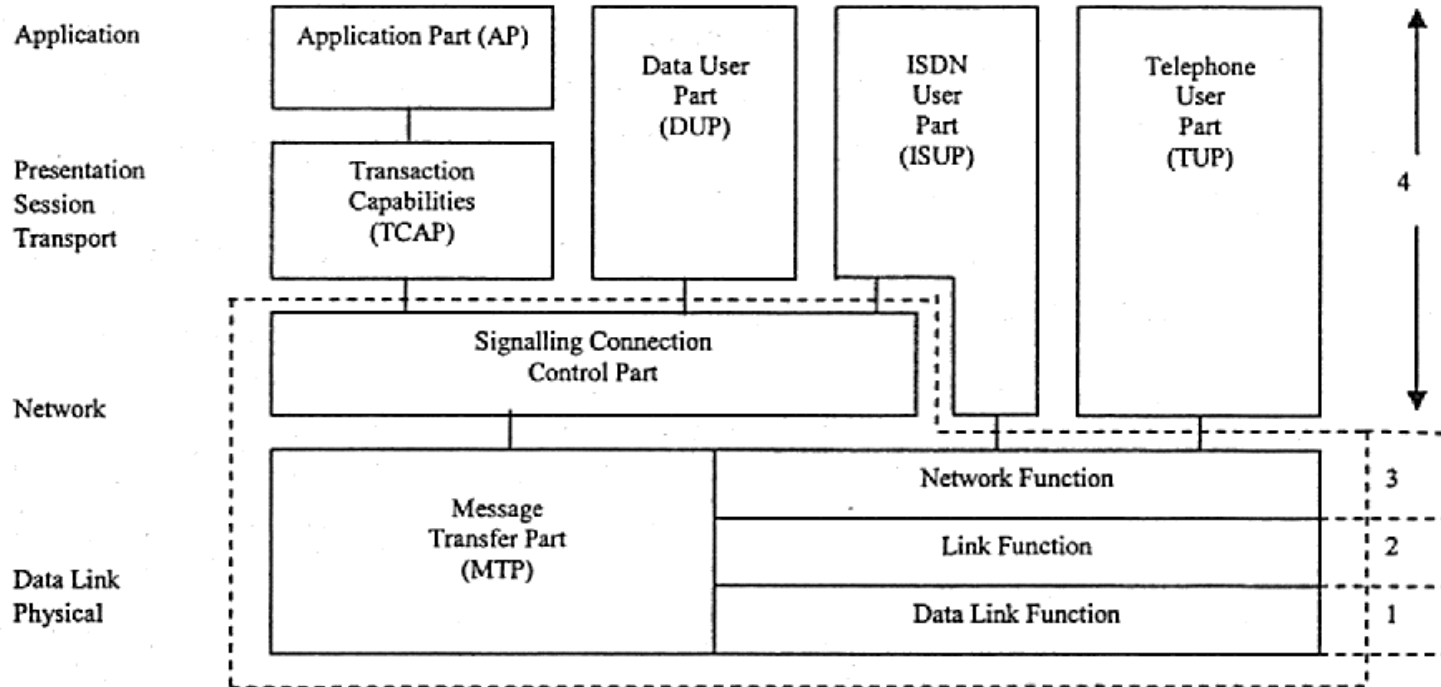 Application
Application Part (AP)
Data User
Part
(DUP)
ISDN
User
Part
(ISUP)
Telephone
User
Part
(TUP)
4
Presentation
Session
Transport
Transaction
Capabilities
(TCAP)
Signalling Connection
Control Part
Network
Message
Transfer Part
(MTP)
Network Function
3
Link Function
2
Data Link Function
1
Data Link
Physical